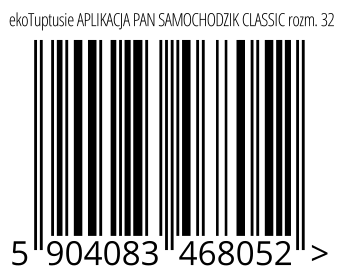 ekoTuptusie APLIKACJA PAN SAMOCHODZIK CLASSIC rozm. 32
5 904083 468052 >